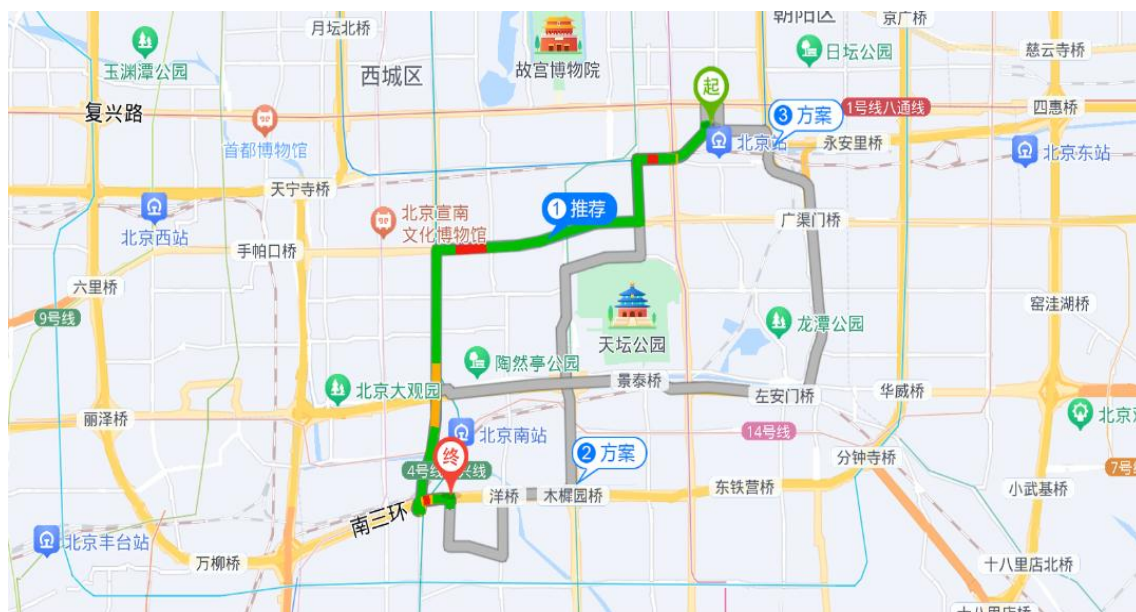 月坛北桥
朝阳区
京广桥
玉渊潭公园
西城区
故宫博物院
日坛公园
慈云寺桥
复兴路
首都博物馆
起
③ 方案
1号线八通线
四惠桥
北京站
永安里桥
北京东站
天宁寺桥
北京西站
北京宣南
文化博物馆
① 推荐
广渠门桥
手帕口桥
六里桥
9号线
窑洼湖桥
天坛公园
龙潭公园
陶然亭公园
景泰桥
北京大观园
左安门桥
华威桥
丽泽桥
北京南站
14号线
北京
4号线
兴线
终
② 方案
分钟寺桥
7号
洋桥
木樨园桥
东铁营桥
小武基桥
南三环
北京丰台站
万柳桥
十八里店北桥
十八里店桥